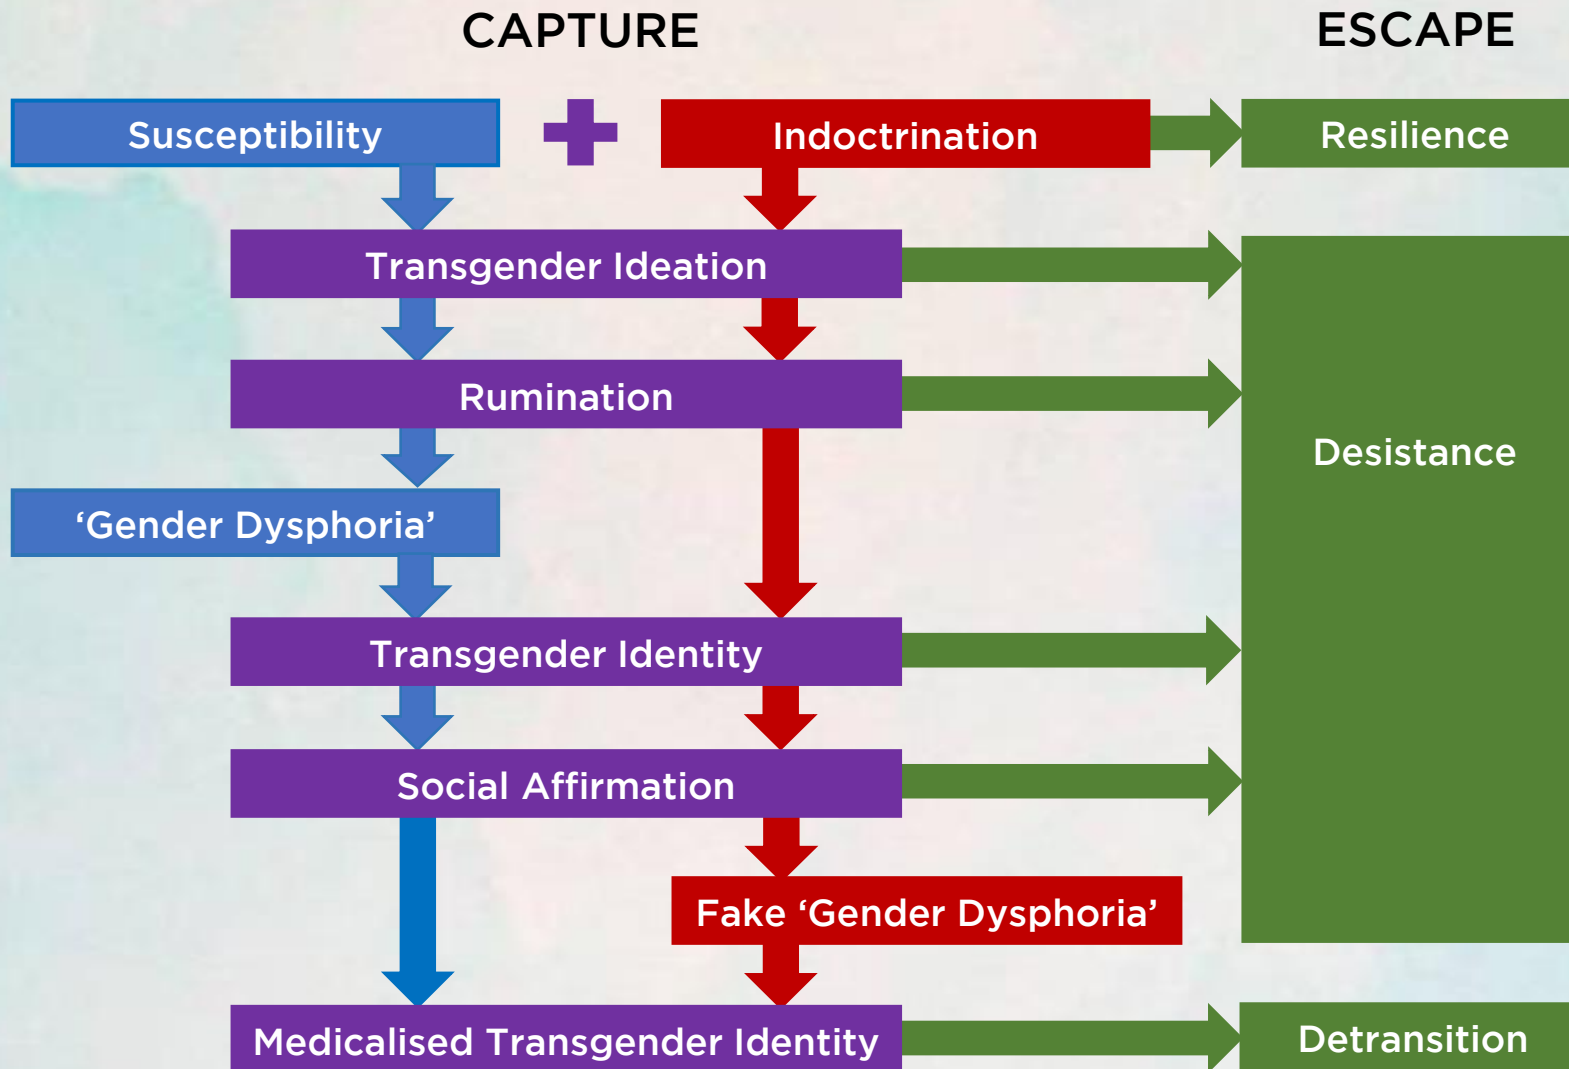 CAPTURE
ESCAPE
Susceptibility
Indoctrination
Resilience
Transgender Ideation
Rumination
Desistance
‘Gender Dysphoria’
Transgender Identity
Social Affirmation
Fake ‘Gender Dysphoria’
Medicalised Transgender Identity
Detransition